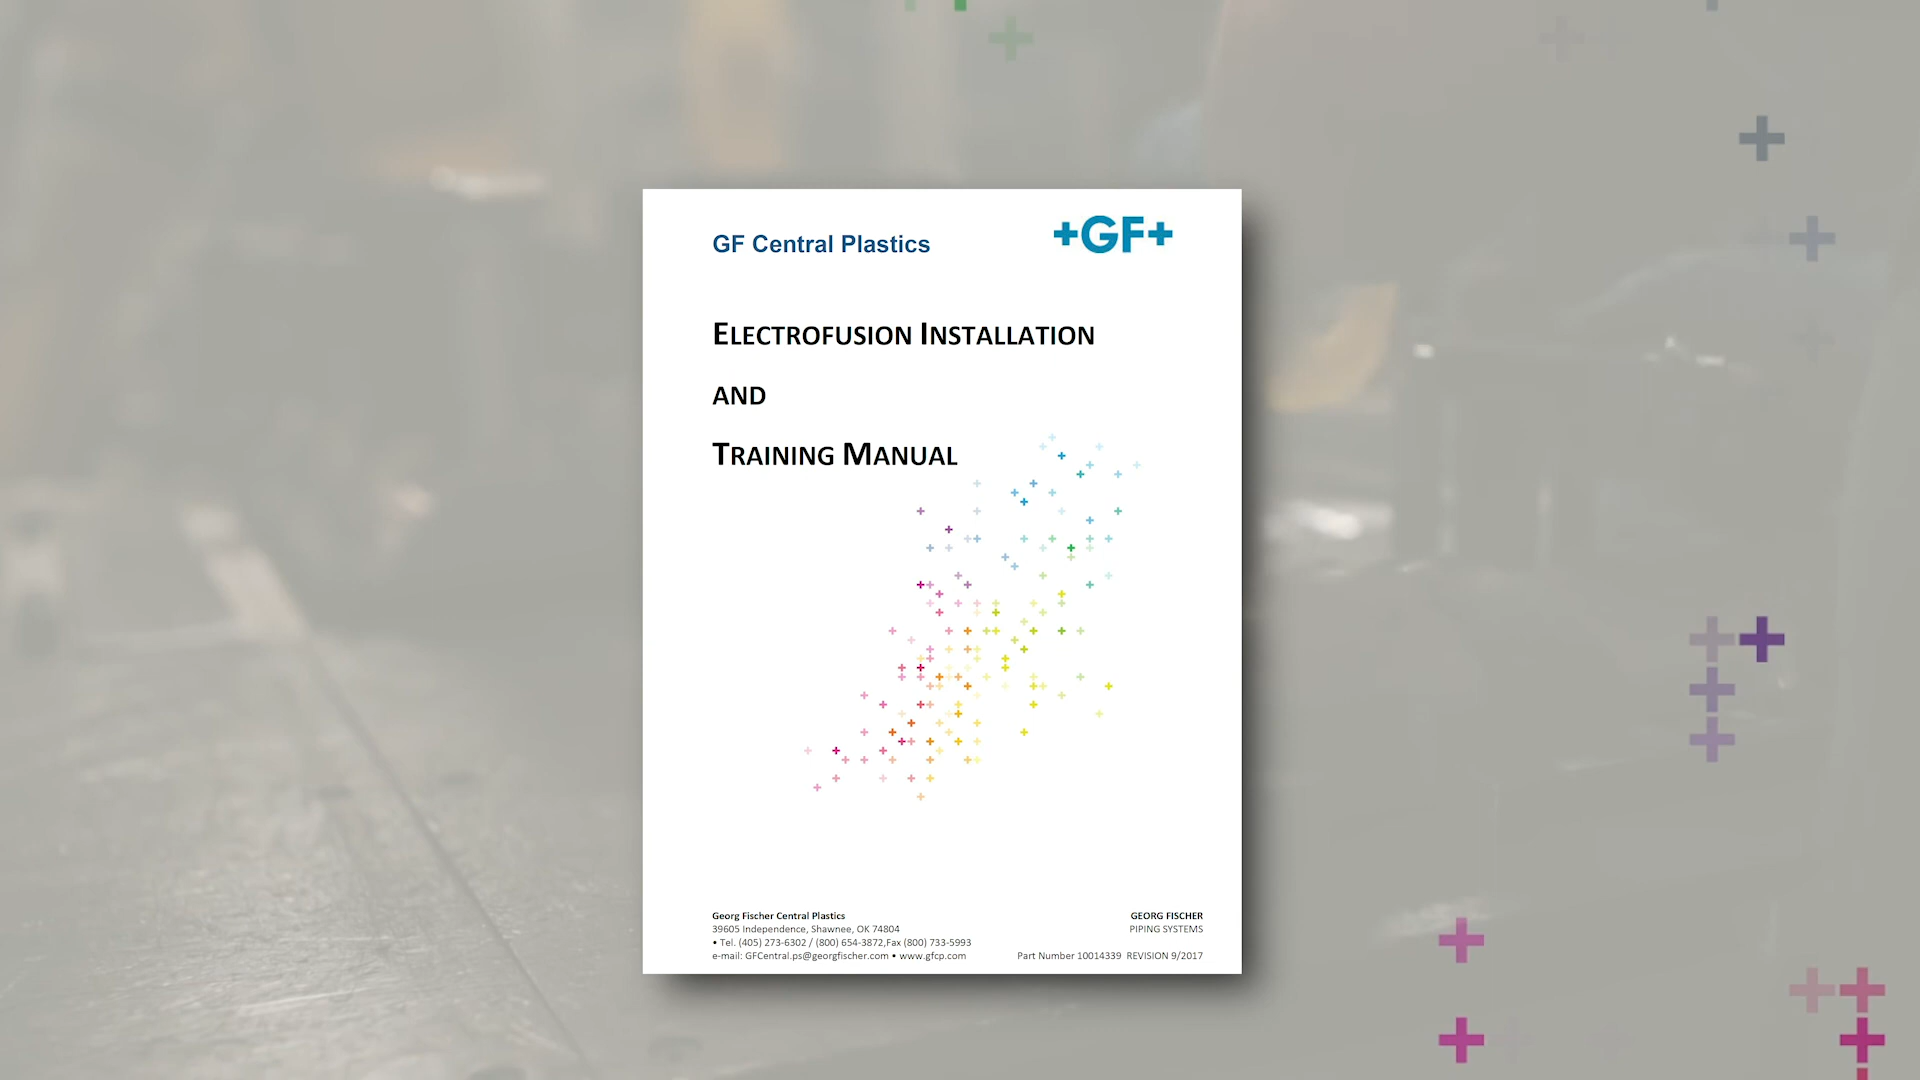 GF Central Plastics
+GF+
ELECTROFUSION INSTALLATION
AND
TRAINING MANUAL
Georg Fischer Central Plastics
39605 Independence, Shawnee, OK 74804
• Tel. (405) 273-6302 / (800) 654-3872,Fax (800) 733-5993
e-mail: GFCentral.ps@georgfischer.com • www.gfcp.com
GEORG FISCHER
PIPING SYSTEMS
Part Number 10014339 REVISION 9/2017